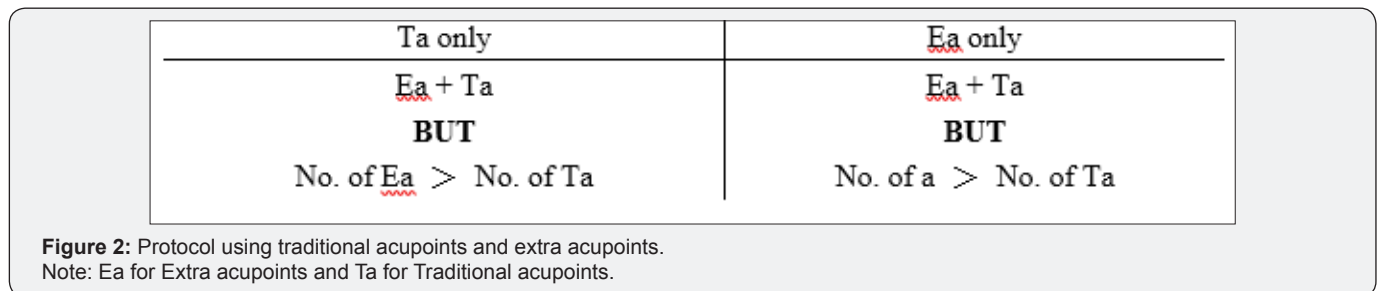 Ta only Ea only
Ea + Ta Ea + Ta
BUT BUT
No. of Ea > No. of Ta No. of a > No. of Ta
Figure 2: Protocol using traditional acupoints and extra acupoints.
Note: Ea for Extra acupoints and Ta for Traditional acupoints.